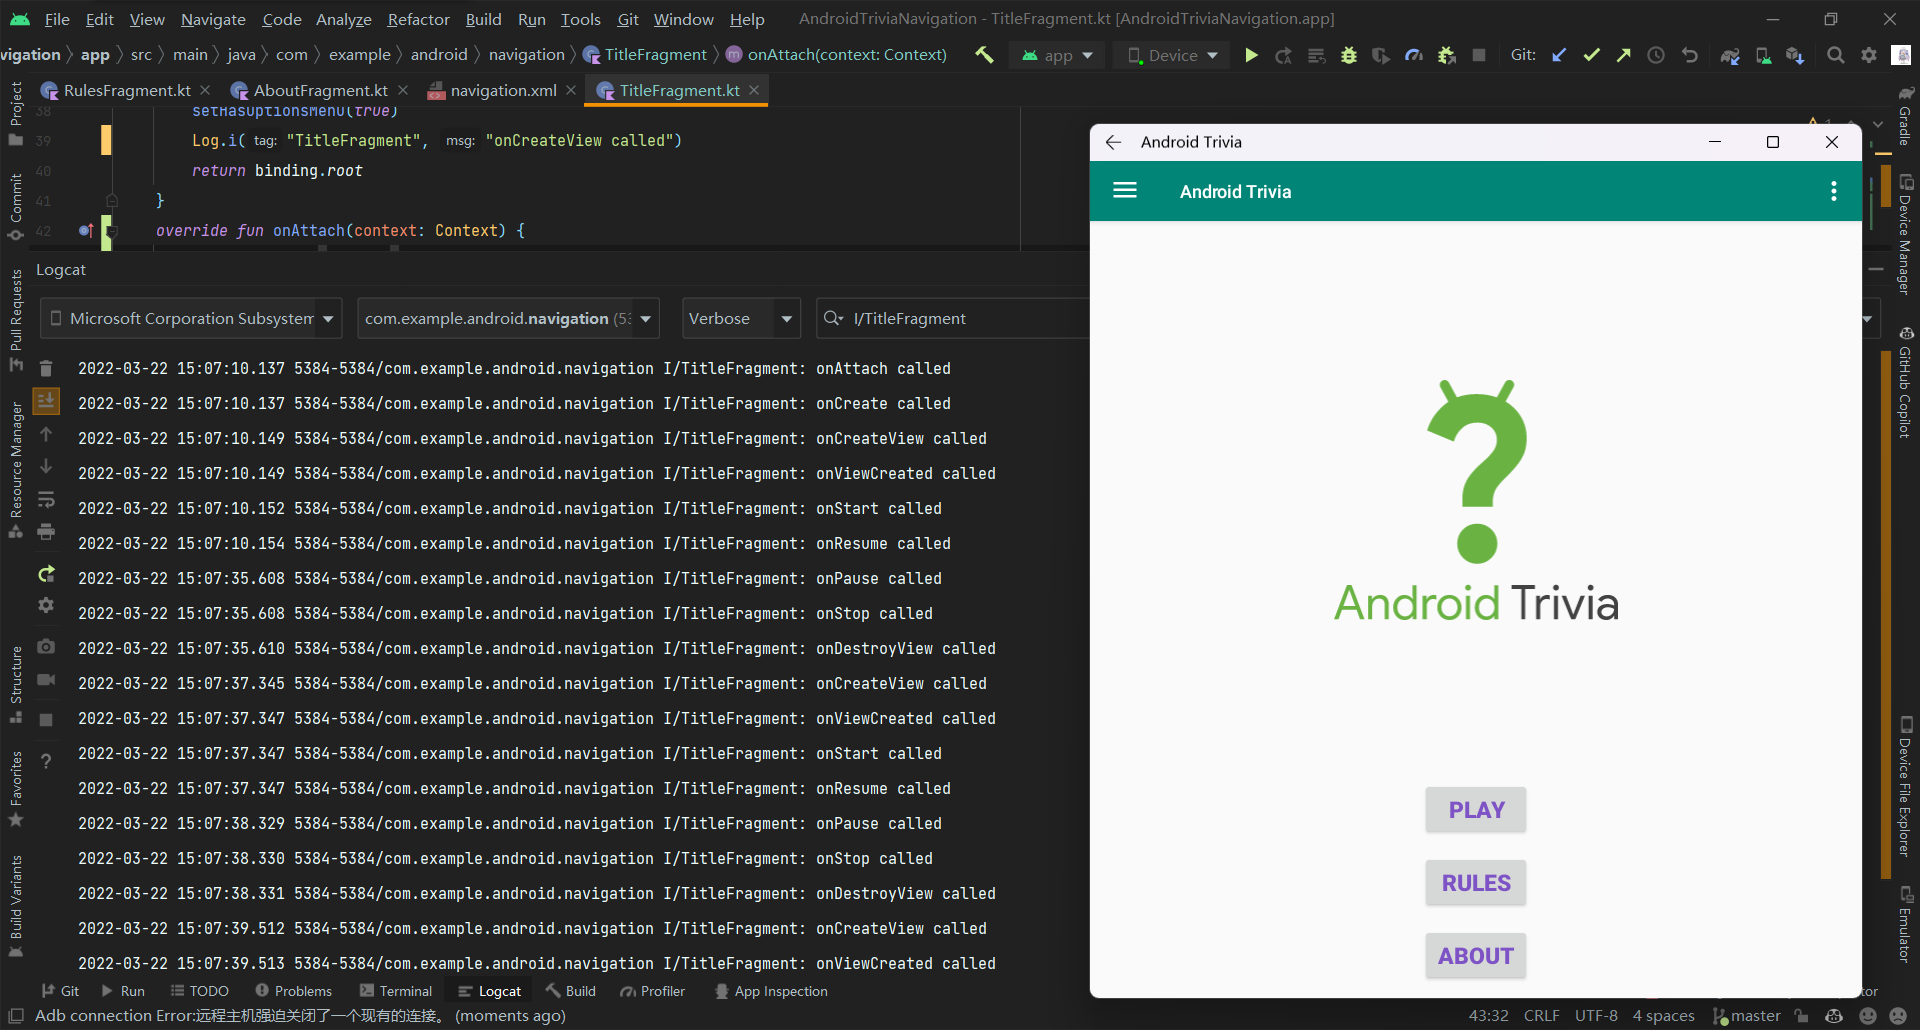 File Edit View Navigate Code Analyze Refactor Build Run Tools Git Window Help AndroidTriviaNavigation - TitleFragment.kt [AndroidTriviaNavigation.app]
vigation app src main java com example android navigation TitleFragment onAttach(context: Context) app Device Git:
RulesFragment.kt AboutFragment.kt navigation.xml TitleFragment.kt
38 setHasOptionsMenu(true)
39 Log.i( tag: "TitleFragment", msg: "onCreateView called")
40 return binding.root
41 }
42 override fun onAttach(context: Context) {
Logcat
Microsoft Corporation Subsystem com.example.android.navigation (53 Verbose I/TitleFragment
2022-03-22 15:07:10.137 5384-5384/com.example.android.navigation I/TitleFragment: onAttach called
2022-03-22 15:07:10.137 5384-5384/com.example.android.navigation I/TitleFragment: onCreate called
2022-03-22 15:07:10.149 5384-5384/com.example.android.navigation I/TitleFragment: onCreateView called
2022-03-22 15:07:10.149 5384-5384/com.example.android.navigation I/TitleFragment: onViewCreated called
2022-03-22 15:07:10.152 5384-5384/com.example.android.navigation I/TitleFragment: onStart called
2022-03-22 15:07:10.154 5384-5384/com.example.android.navigation I/TitleFragment: onResume called
2022-03-22 15:07:35.608 5384-5384/com.example.android.navigation I/TitleFragment: onPause called
2022-03-22 15:07:35.608 5384-5384/com.example.android.navigation I/TitleFragment: onStop called
2022-03-22 15:07:35.610 5384-5384/com.example.android.navigation I/TitleFragment: onDestroyView called
2022-03-22 15:07:37.345 5384-5384/com.example.android.navigation I/TitleFragment: onCreateView called
2022-03-22 15:07:37.347 5384-5384/com.example.android.navigation I/TitleFragment: onViewCreated called
2022-03-22 15:07:37.347 5384-5384/com.example.android.navigation I/TitleFragment: onStart called
2022-03-22 15:07:37.347 5384-5384/com.example.android.navigation I/TitleFragment: onResume called
2022-03-22 15:07:38.329 5384-5384/com.example.android.navigation I/TitleFragment: onPause called
2022-03-22 15:07:38.330 5384-5384/com.example.android.navigation I/TitleFragment: onStop called
2022-03-22 15:07:38.331 5384-5384/com.example.android.navigation I/TitleFragment: onDestroyView called
2022-03-22 15:07:39.512 5384-5384/com.example.android.navigation I/TitleFragment: onCreateView called
2022-03-22 15:07:39.513 5384-5384/com.example.android.navigation I/TitleFragment: onViewCreated called
Android Trivia
Android Trivia
Android Trivia
PLAY
RULES
ABOUT
Project
Commit
Pull Requests
Resource Manager
Structure
Favorites
Build Variants
Gradle
Device Manager
GitHub Copilot
Device File Explorer
Emulator
Git Run TODO Problems Terminal Logcat Build Profiler App Inspection tor
Adb connection Error:远程主机强迫关闭了一个现有的连接。 (moments ago) 43:32 CRLF UTF-8 4 spaces master